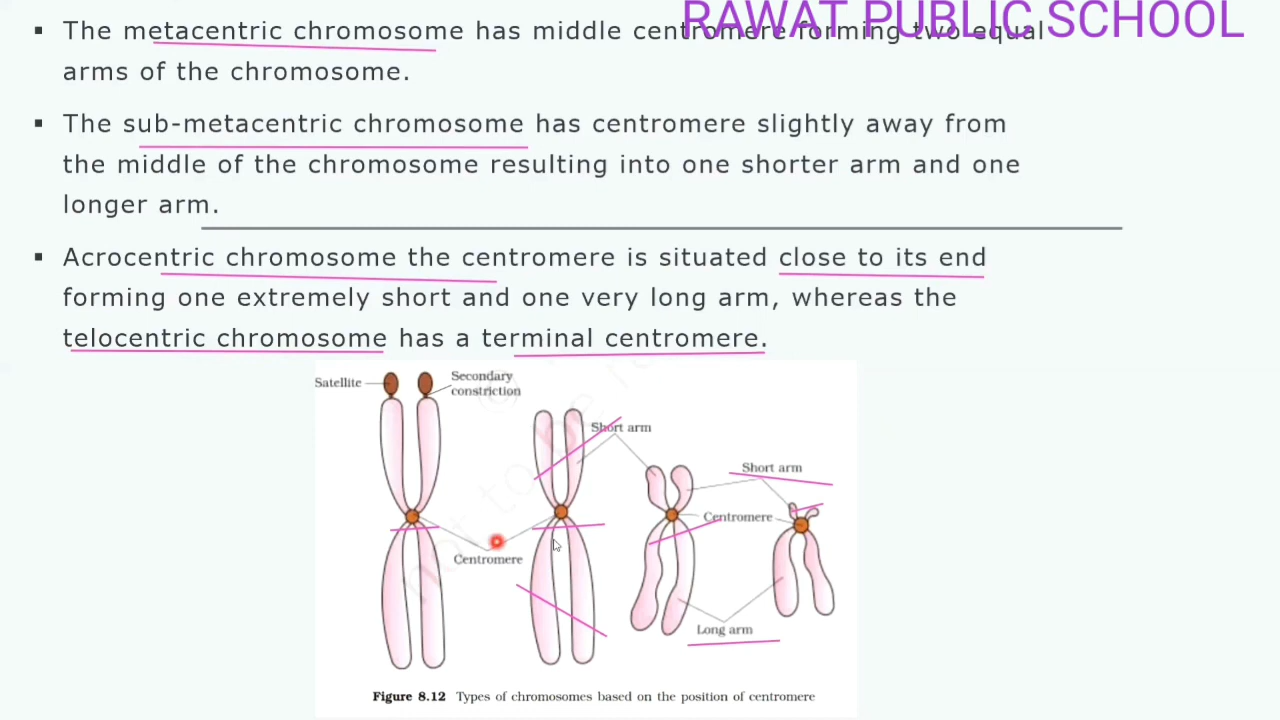 RAWAT PUBLIC SCHOOL
▪ The metacentric chromosome has middle centromere forming two equal
arms of the chromosome.
▪ The sub-metacentric chromosome has centromere slightly away from
the middle of the chromosome resulting into one shorter arm and one
longer arm.
▪ Acrocentric chromosome the centromere is situated close to its end
forming one extremely short and one very long arm, whereas the
telocentric chromosome has a terminal centromere.
Satellite
Secondary
constriction
Short arm
Short arm
Centromere
Centromere
Long arm
not to be re
Figure 8.12 Types of chromosomes based on the position of centromere